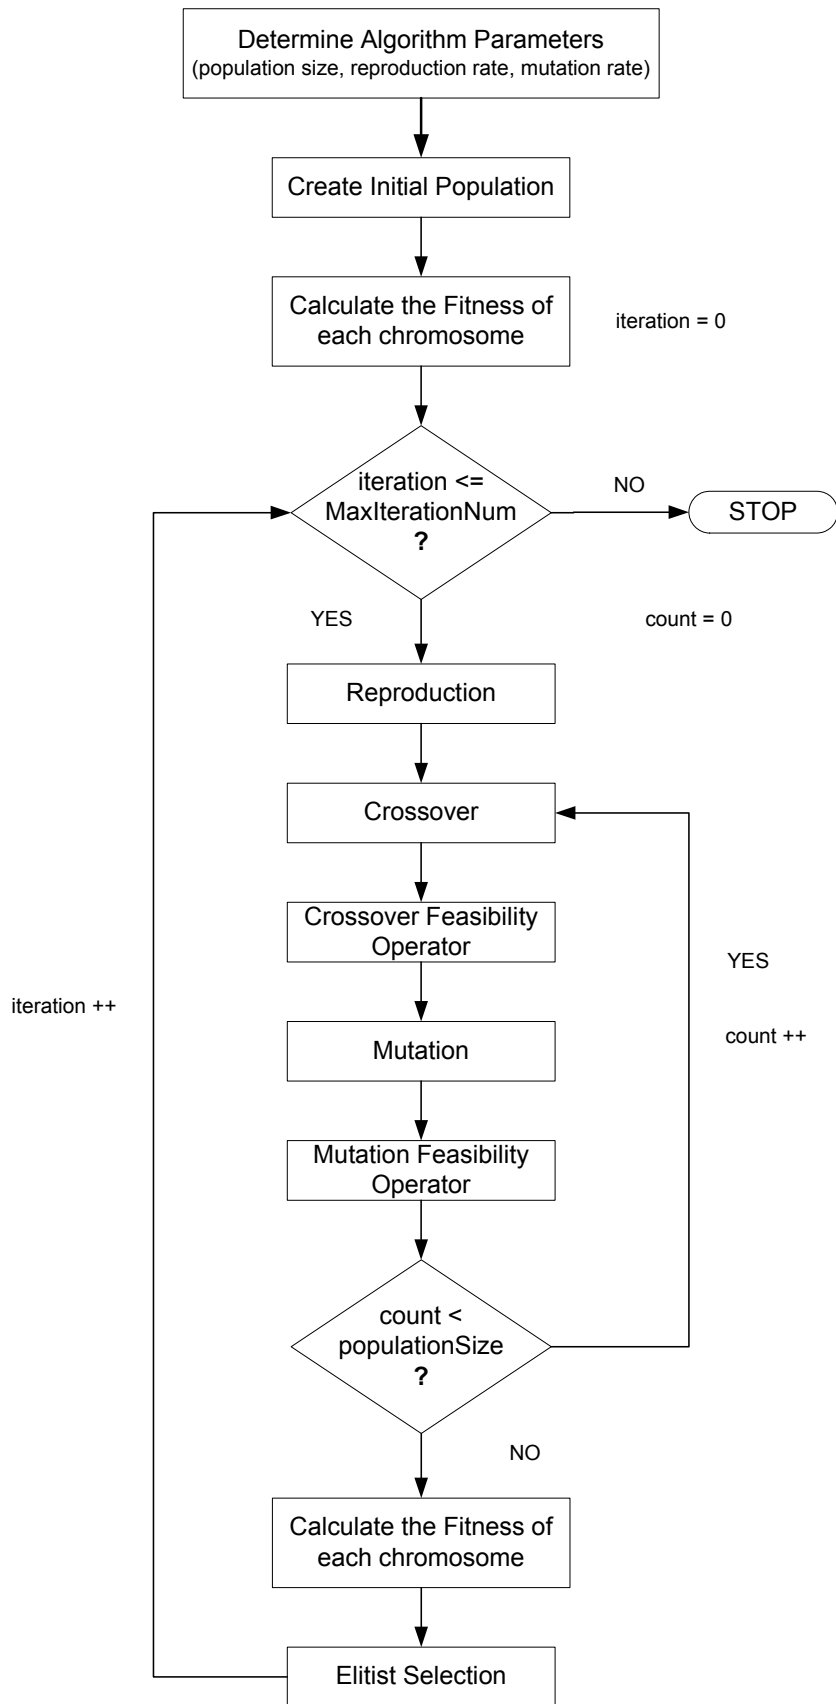 Determine Algorithm Parameters
(population size, reproduction rate, mutation rate)
Create Initial Population
Calculate the Fitness of
each chromosome
iteration = 0
iteration <=
MaxIterationNum
?
NO
STOP
YES
count = 0
Reproduction
Crossover
Crossover Feasibility
Operator
YES
iteration ++
count ++
Mutation
Mutation Feasibility
Operator
count <
populationSize
?
NO
Calculate the Fitness of
each chromosome
Elitist Selection